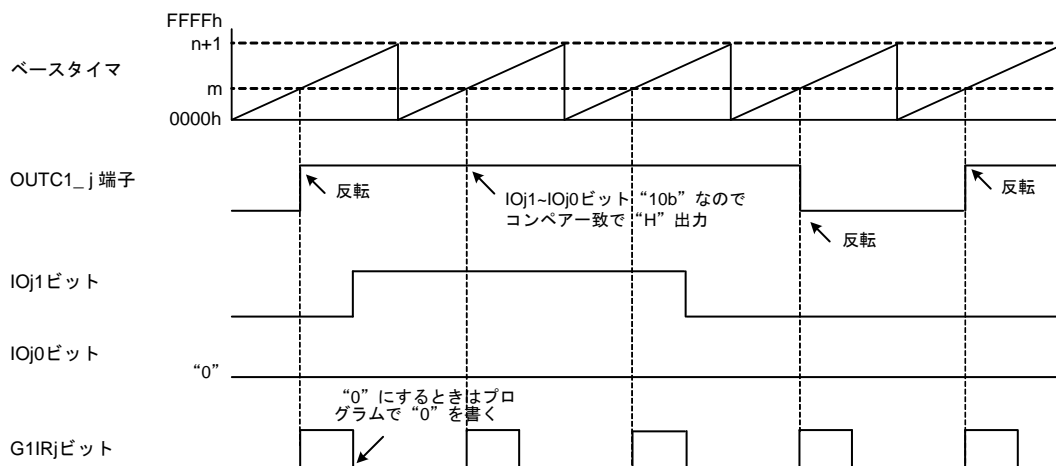 FFFFh
n+1
ベースタイマ
m
0000h
OUTC1_ j 端子
反転
IOj1~IOj0ビット“10b”なので
コンペアー致で“H”出力
反転
反転
IOj1ビット
IOj0ビット
“0”
“0”にするときはプロ
グラムで“0”を書く
G1IRjビット